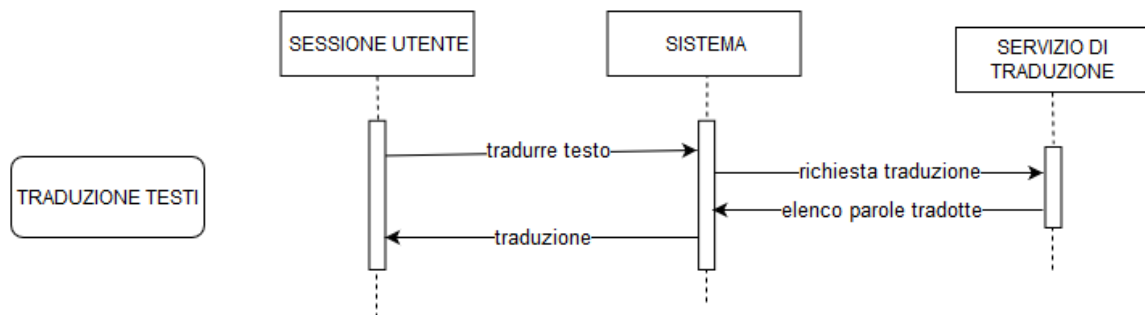 SESSIONE UTENTE
SISTEMA
SERVIZIO DI
TRADUZIONE
tradurre testo
richiesta traduzione
TRADUZIONE TESTI
elenco parole tradotte
traduzione